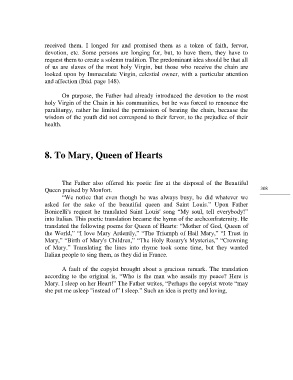 received them. I longed for and promised them as a token of faith, fervor,
devotion, etc. Some persons are longing for, but, to have them, they have to
request them to create a solemn tradition. The predominant idea should be that all
of us are slaves of the most holy Virgin, but those who receive the chain are
looked upon by Immaculate Virgin, celestial owner, with a particular attention
and affection (Ibid. page 148).
On purpose, the Father had already introduced the devotion to the most
holy Virgin of the Chain in his communities, but he was forced to renounce the
paraliturgy, rather he limited the permission of bearing the chain, because the
wisdom of the youth did not correspond to their fervor, to the prejudice of their
health.
8. To Mary, Queen of Hearts
The Father also offered his poetic fire at the disposal of the Beautiful
Queen praised by Monfort.
168
"We notice that even though he was always busy, he did whatever we
asked for the sake of the beautiful queen and Saint Louis." Upon Father
Bonicelli's request he translated Saint Louis' song "My soul, tell everybody!"
into Italian. This poetic translation became the hymn of the archconfraternity. He
translated the following poems for Queen of Hearts: "Mother of God, Queen of
the World," "I love Mary Ardently," "The Triumph of Hail Mary," "I Trust in
Mary," "Birth of Mary's Children," "The Holy Rosary's Mysteries," "Crowning
of Mary." Translating the lines into rhyme took some time, but they wanted
Italian people to sing them, as they did in France.
A fault of the copyist brought about a gracious remark. The translation
according to the original is, "Who is the man who assails my peace? Here is
Mary. I sleep on her Heart!" The Father writes, "Perhaps the copyist wrote "may
she put me asleep "instead of" I sleep." Such an idea is pretty and loving,